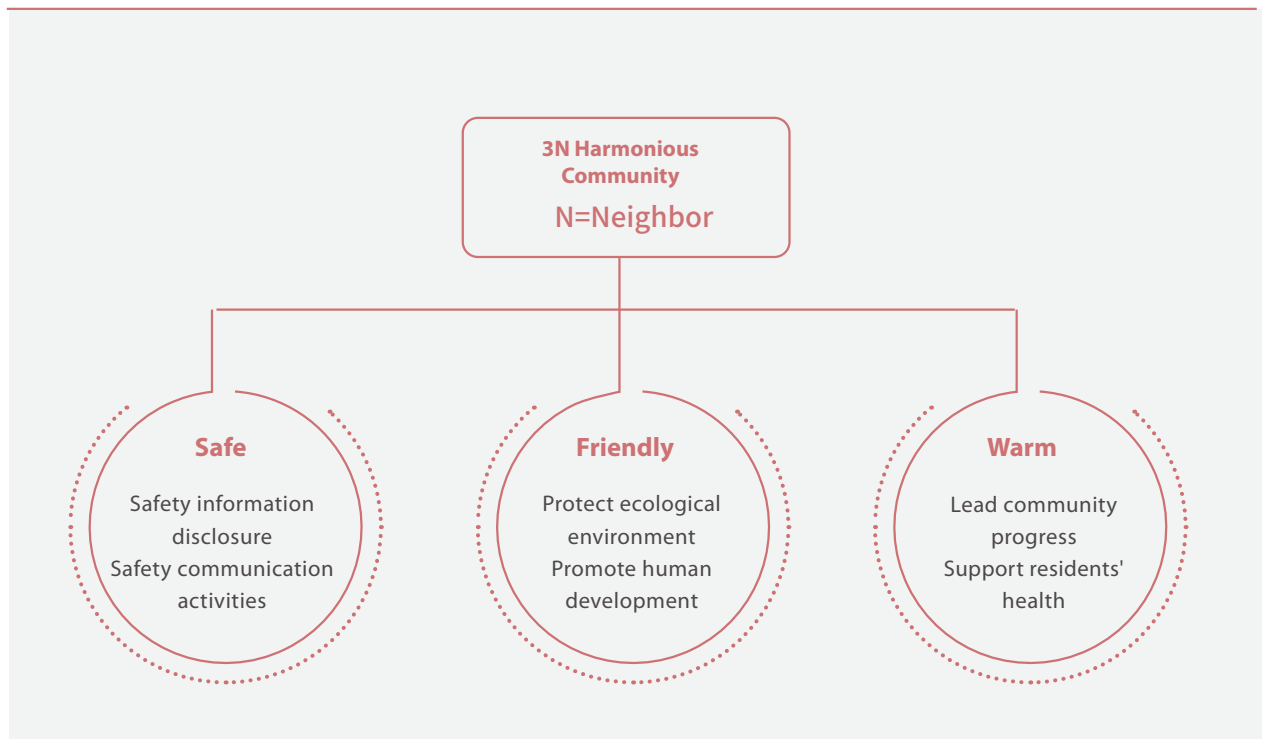 3N Harmonious
Community
N=Neighbor
Safe
Safety information
disclosure
Safety communication
activities
Friendly
Protect ecological
environment
Promote human
development
Warm
Lead community
progress
Support residents'
health